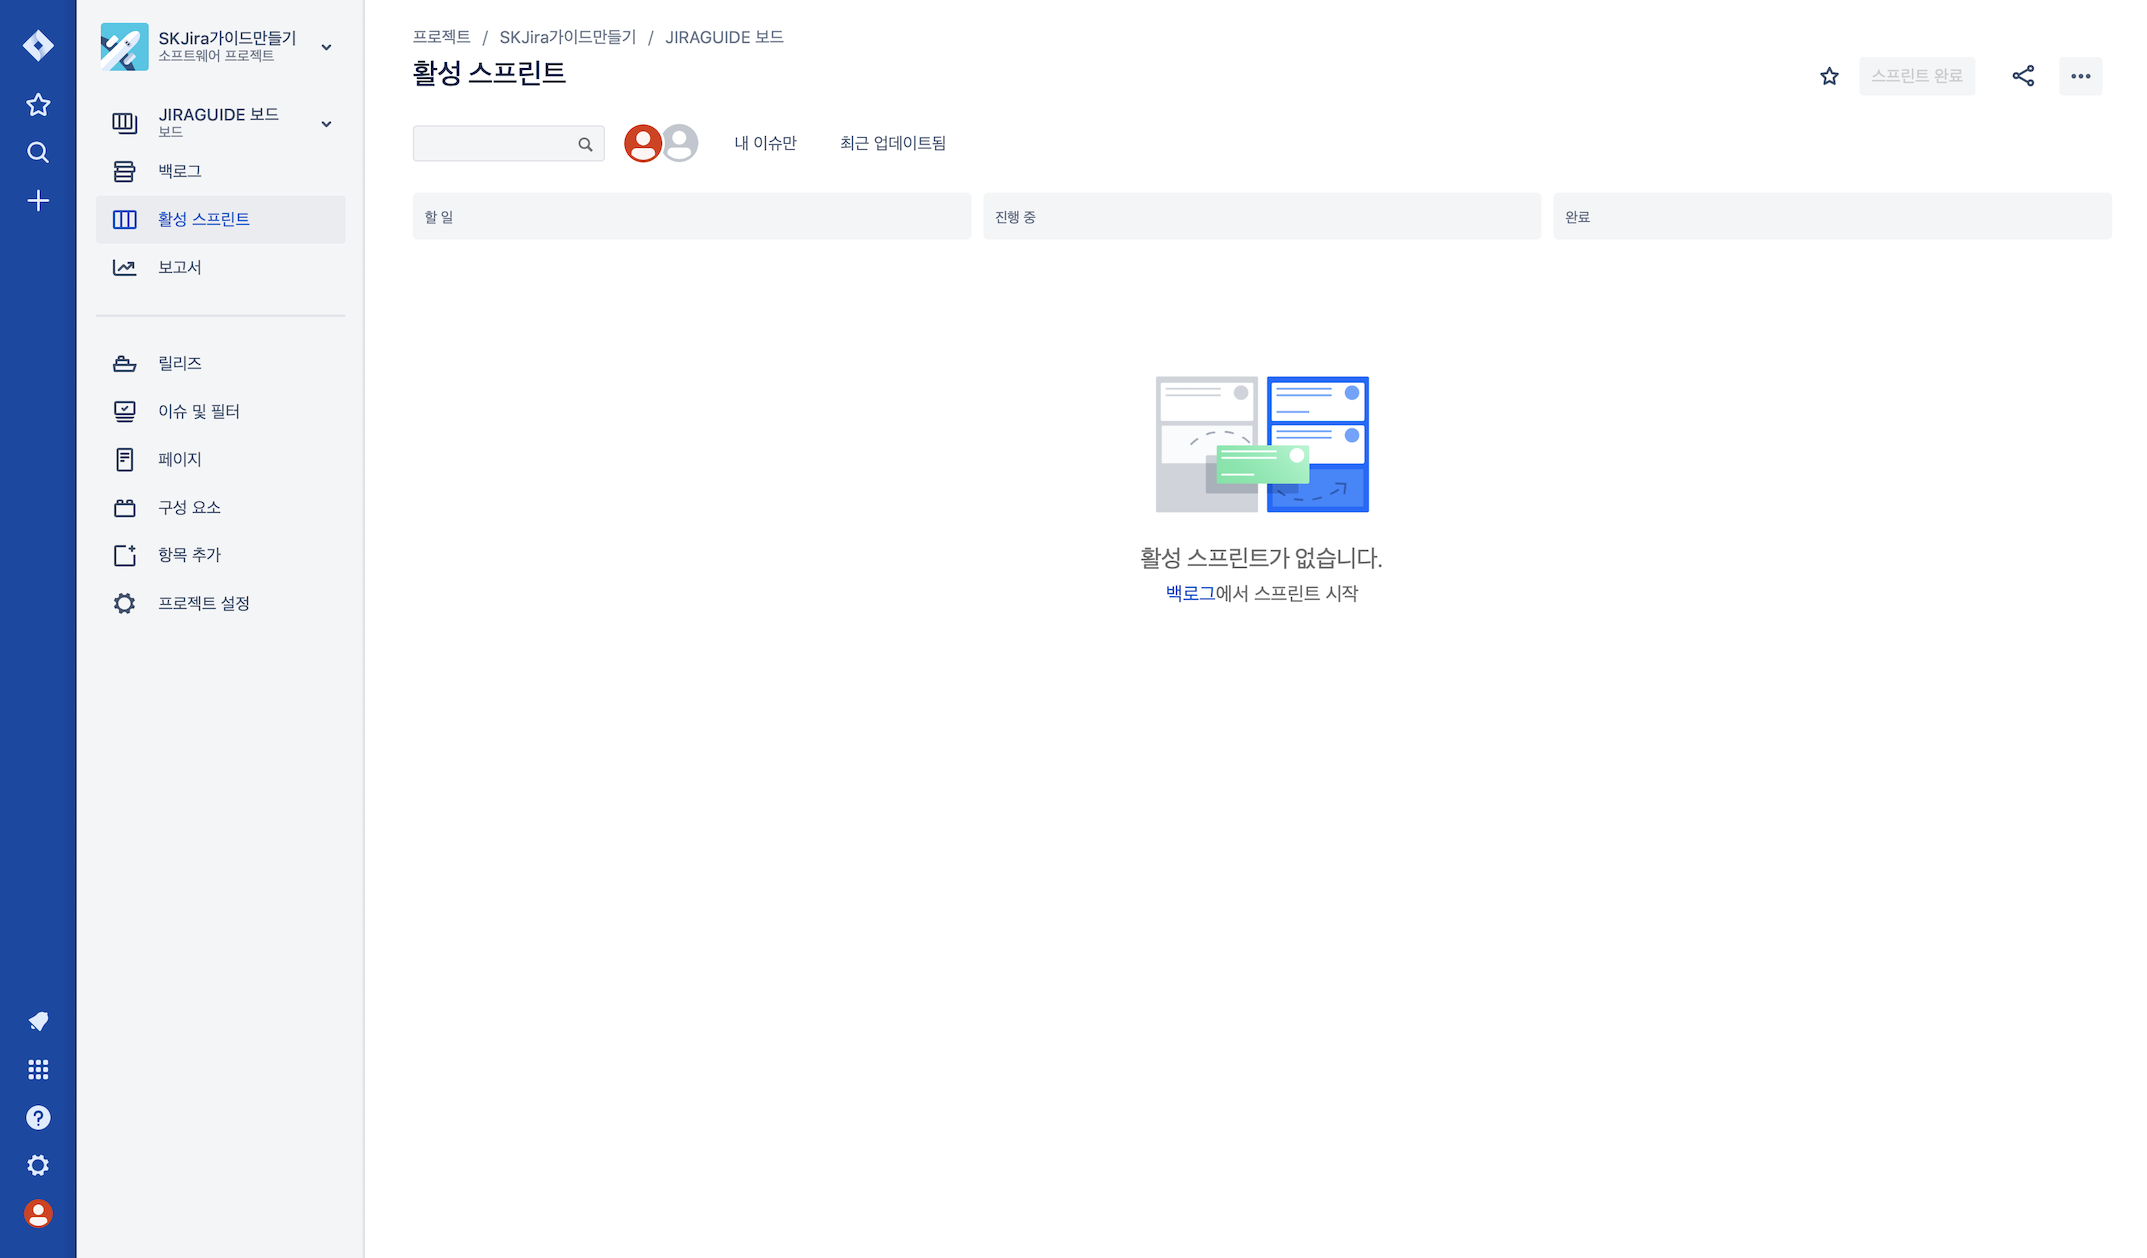 SKJira가이드만들기
소프트웨어 프로젝트
JIRAGUIDE 보드
보드
백로그
활성 스프린트
보고서
릴리즈
이슈 및 필터
페이지
구성 요소
항목 추가
프로젝트 설정
프로젝트 / SKJira가이드만들기 / JIRAGUIDE 보드
활성 스프린트
스프린트 완료
내 이슈만 최근 업데이트됨
할 일 진행 중 완료
활성 스프린트가 없습니다.
백로그에서 스프린트 시작